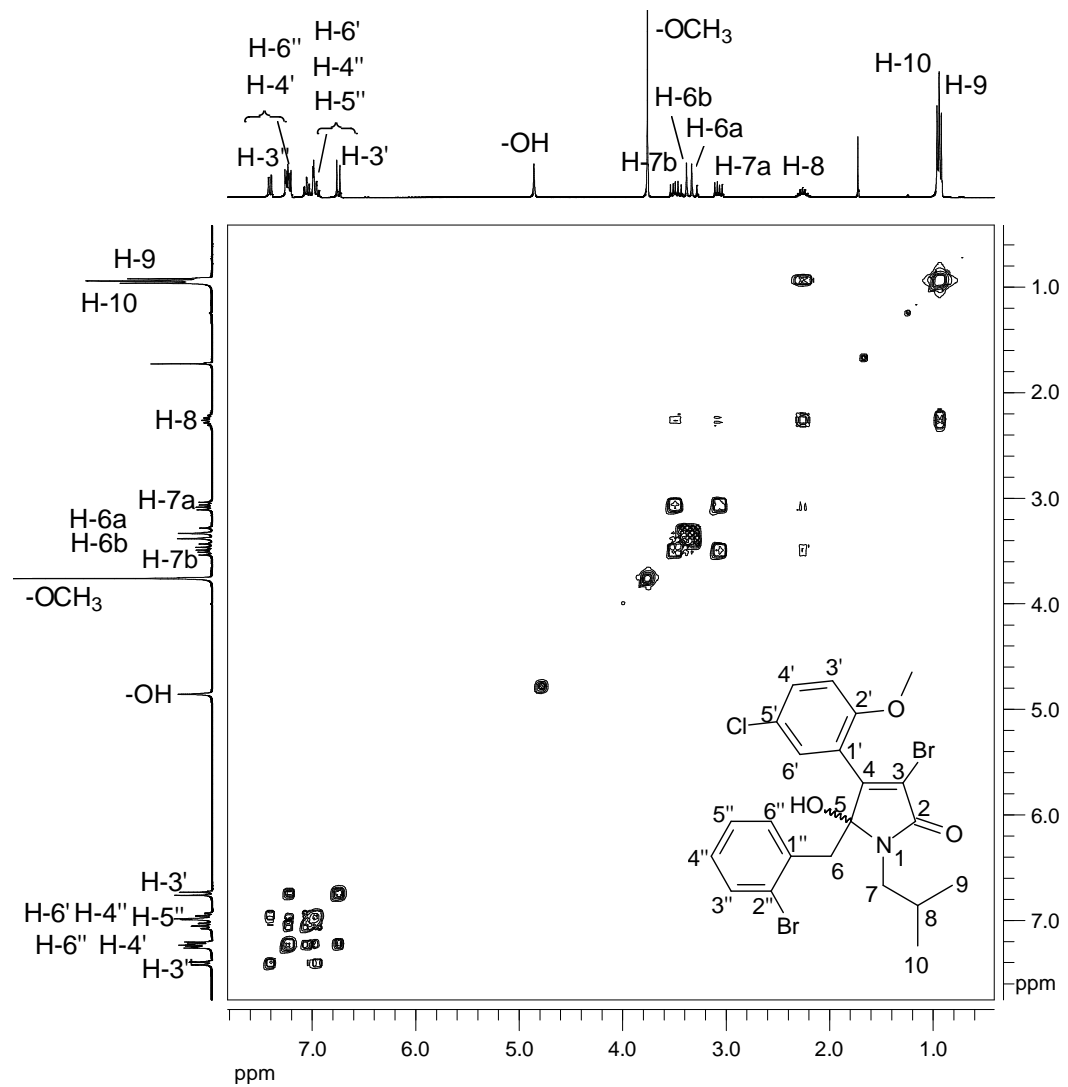 -OCH3
H-6'
H-6"
H-4"
H-4'
H-5"
H-10
H-9
H-6b
H-6a
-OH
H-3"
H-3'
H-7b
H-7a
H-8
H-9
H-10
H-8
H-7a
H-6a
H-6b
H-7b
-OCH3
-OH
H-3'
H-6' H-4" H-5"
H-6" H-4'
H-3"
1.0
2.0
3.0
4.0
5.0
6.0
7.0
ppm
4'
3'
Cl
5'
2'
O
1'
Br
6'
4
3
HO
5
2
5"
6"
O
4"
1"
N
1
6
3"
2"
7
9
Br
8
10
7.0 6.0 5.0 4.0 3.0 2.0 1.0
ppm